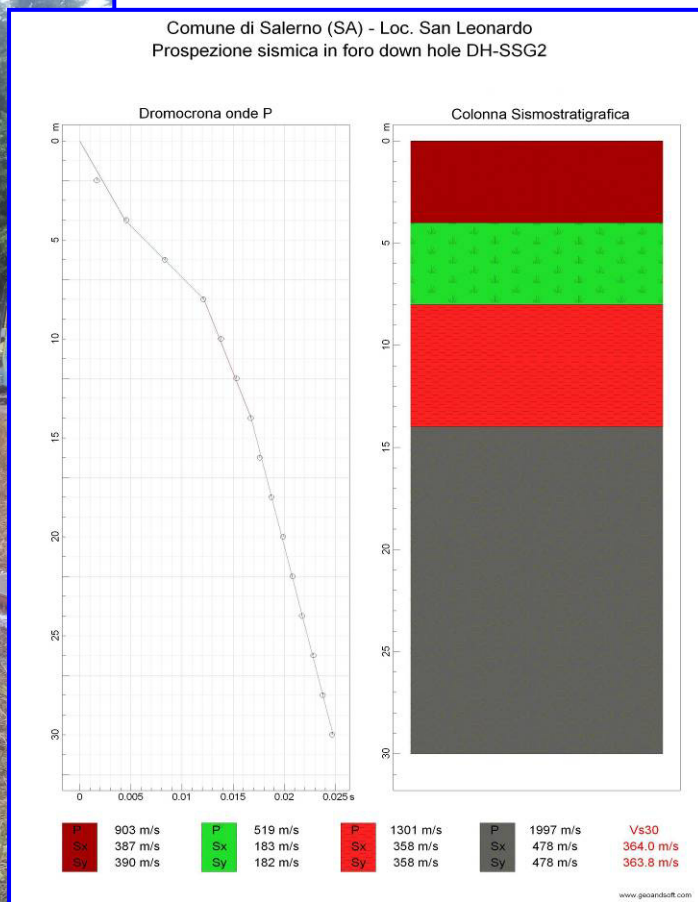 Comune di Salerno (SA) - Loc. San Leonardo
Prospezione sismica in foro down hole DH-SSG2
Dromocrona onde P
0 m
5
10
15
20
25
30
0 0.005 0.01 0.015 0.02 0.025 s
Colonna Sismostratigrafica
0 m
5
10
15
20
25
30
P 903 m/s
Sx 387 m/s
Sy 390 m/s
P 519 m/s
Sx 183 m/s
Sy 182 m/s
P 1301 m/s
Sx 358 m/s
Sy 358 m/s
P 1997 m/s
Sx 478 m/s
Sy 478 m/s
Vs30
364.0 m/s
363.8 m/s
www.geoandsoft.com